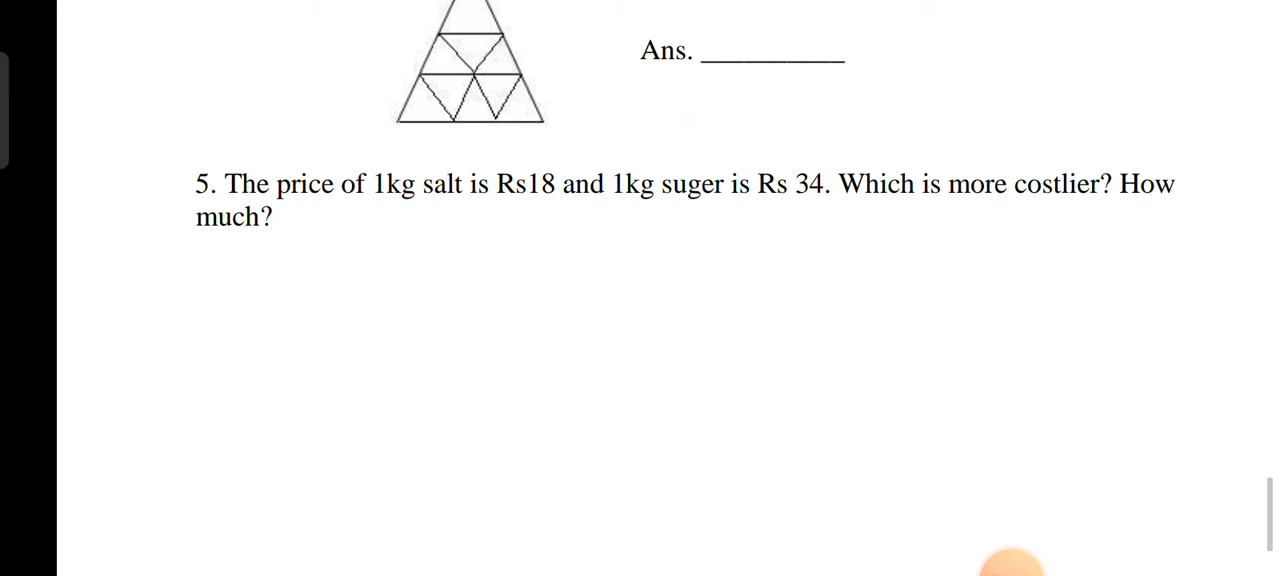 Ans. __________
5. The price of 1kg salt is Rs18 and 1kg suger is Rs 34. Which is more costlier? How
much?